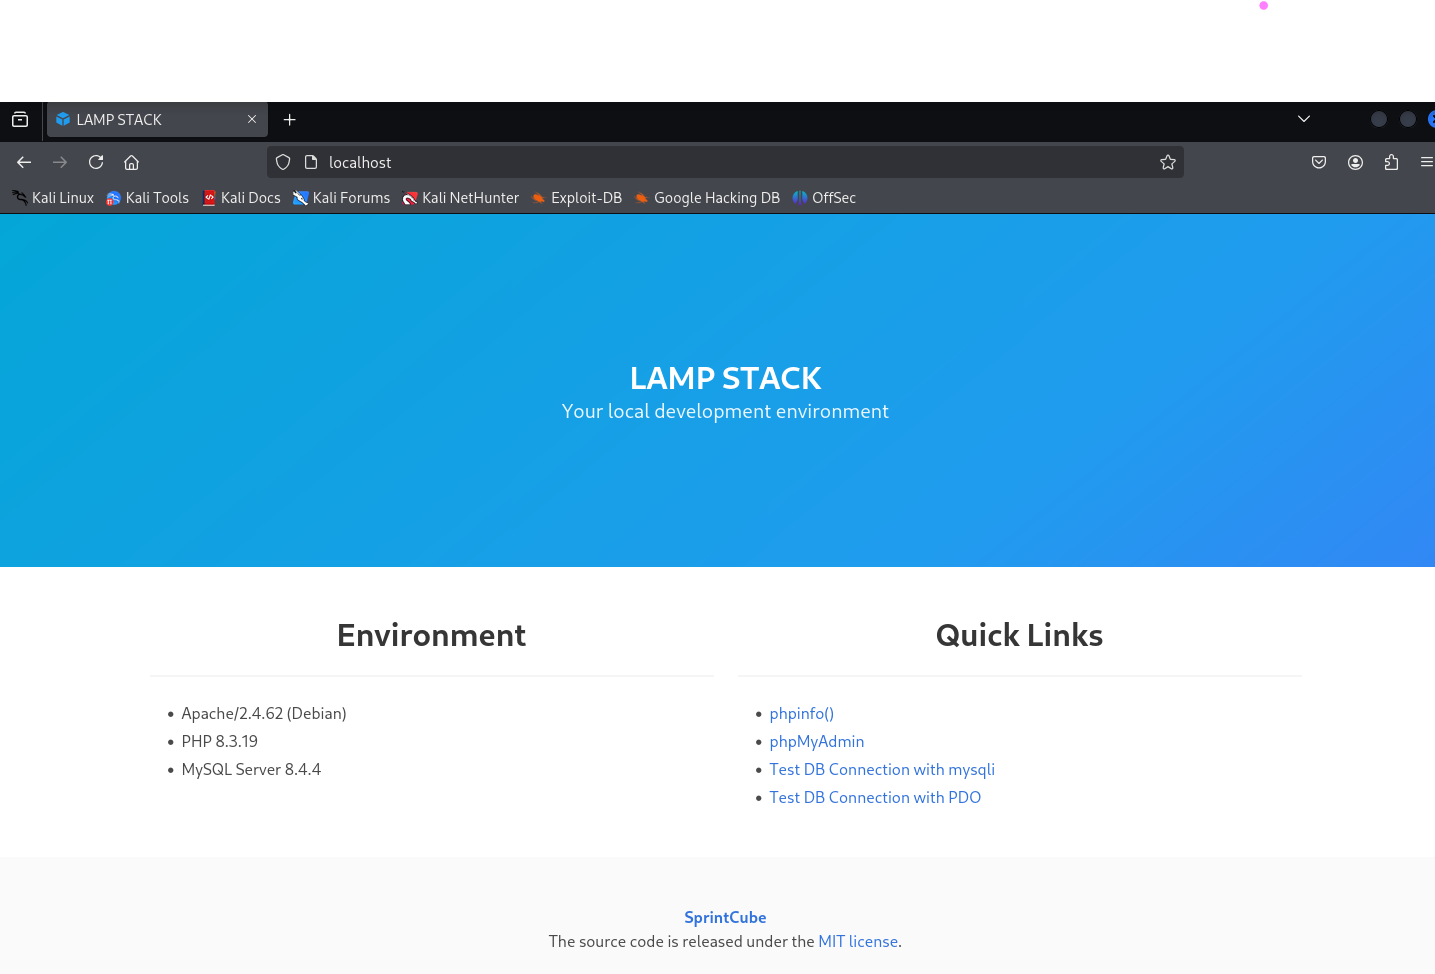 LAMP STACK
localhost
Kali Linux Kali Tools Kali Docs Kali Forums Kali NetHunter Exploit-DB Google Hacking DB OffSec
LAMP STACK
Your local development environment
Environment
Apache/2.4.62 (Debian)
PHP 8.3.19
MySQL Server 8.4.4
Quick Links
phpinfo()
phpMyAdmin
Test DB Connection with mysqli
Test DB Connection with PDO
SprintCube
The source code is released under the MIT license.